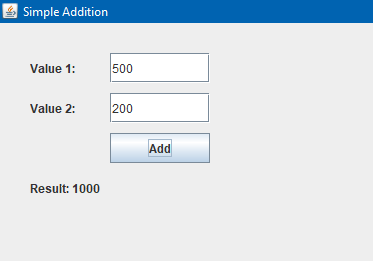 Simple Addition
Value 1: 500
Value 2: 200
Add
Result: 1000